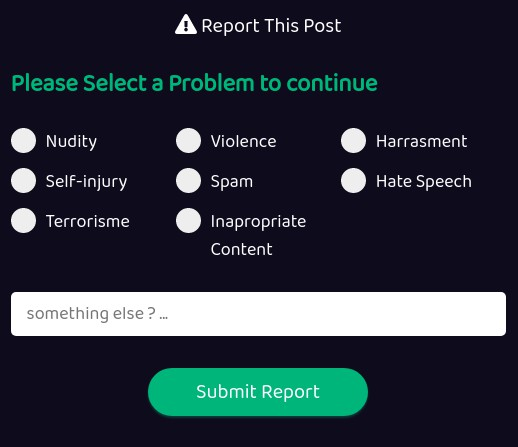 Report This Post
Please Select a Problem to continue
Nudity
Violence
Harrasment
Self-injury
Spam
Hate Speech
Terrorisme
Inapropriate
Content
something else ? ...
Submit Report